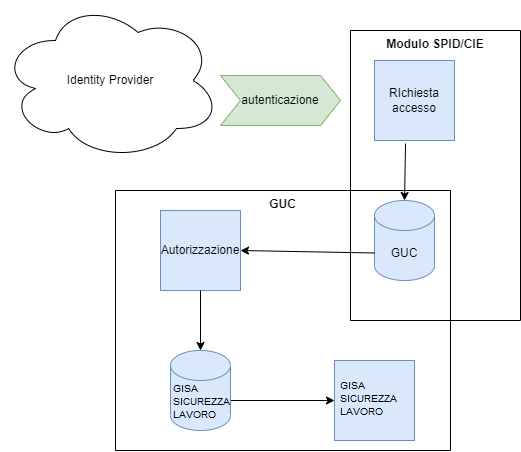 Modulo SPID/CIE
Identity Provider
autenticazione
RIchiesta
accesso
GUC
Autorizzazione
GUC
GISA
SICUREZZA
LAVORO
GISA
SICUREZZA
LAVORO